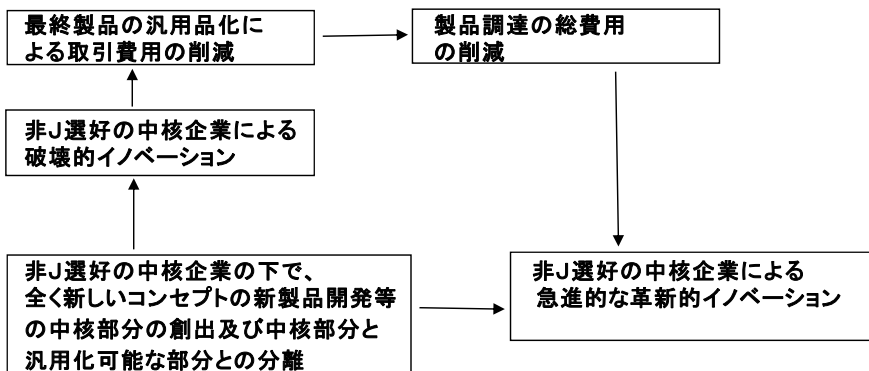 最終製品の汎用品化に
よる取引費用の削減
製品調達の総費用
の削減
非J選好の中核企業による
破壊的イノベーション
非J選好の中核企業の下で、
全く新しいコンセプトの新製品開発等
の中核部分の創出及び中核部分と
汎用化可能な部分との分離
非J選好の中核企業による
急進的な革新的イノベーション